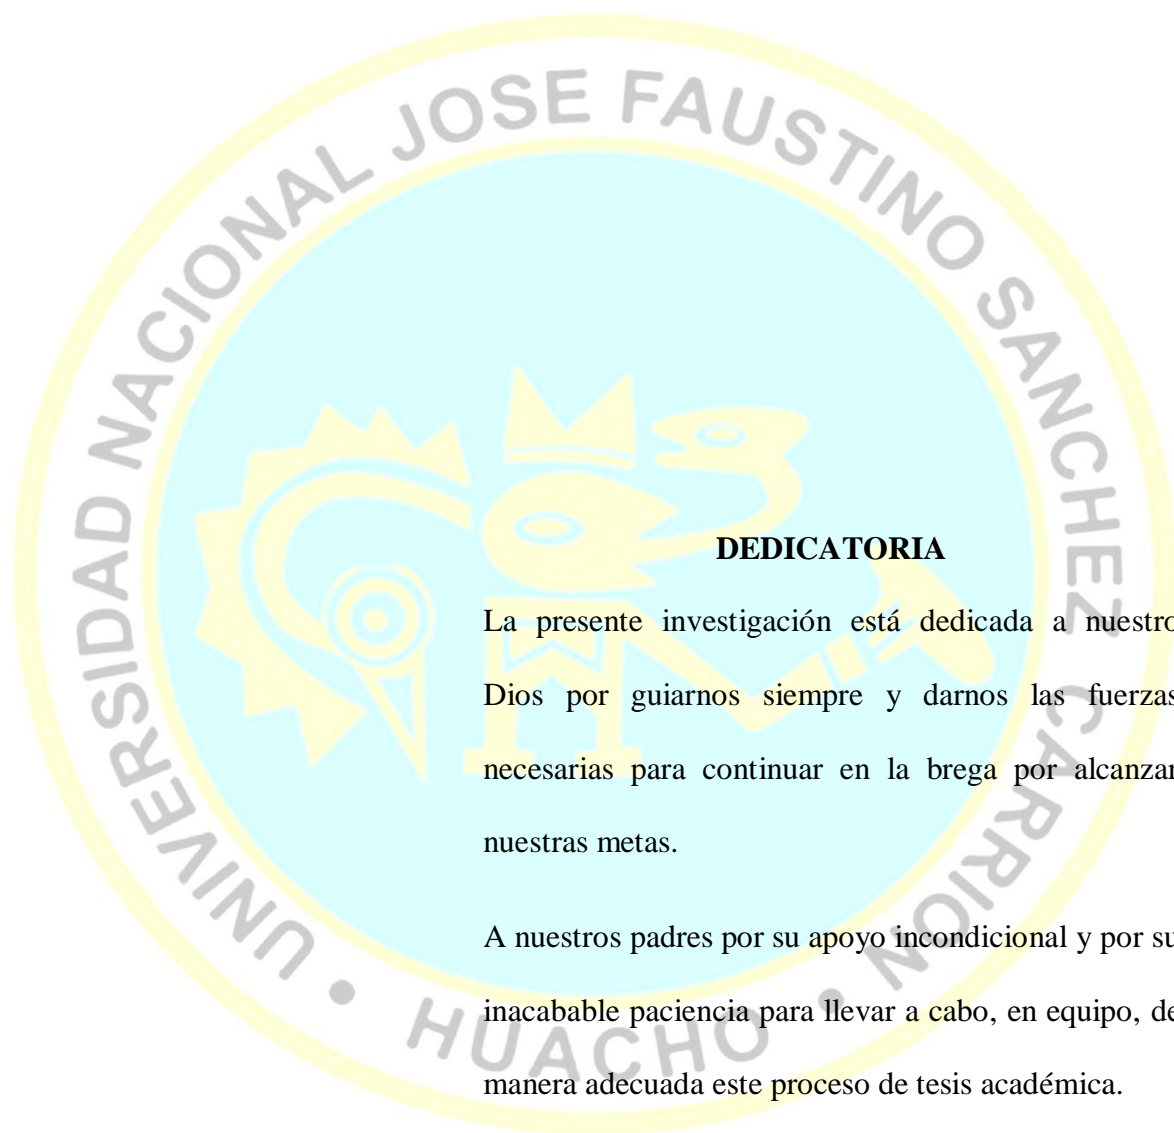 UNIVERSIDAD NACIONAL JOSE FAUSTINO SANCHEZ CARRION
• HUACHO •
DEDICATORIA
La presente investigación está dedicada a nuestro
Dios por guiarnos siempre y darnos las fuerzas
necesarias para continuar en la brega por alcanzar
nuestras metas.
A nuestros padres por su apoyo incondicional y por su
inacabable paciencia para llevar a cabo, en equipo, de
manera adecuada este proceso de tesis académica.